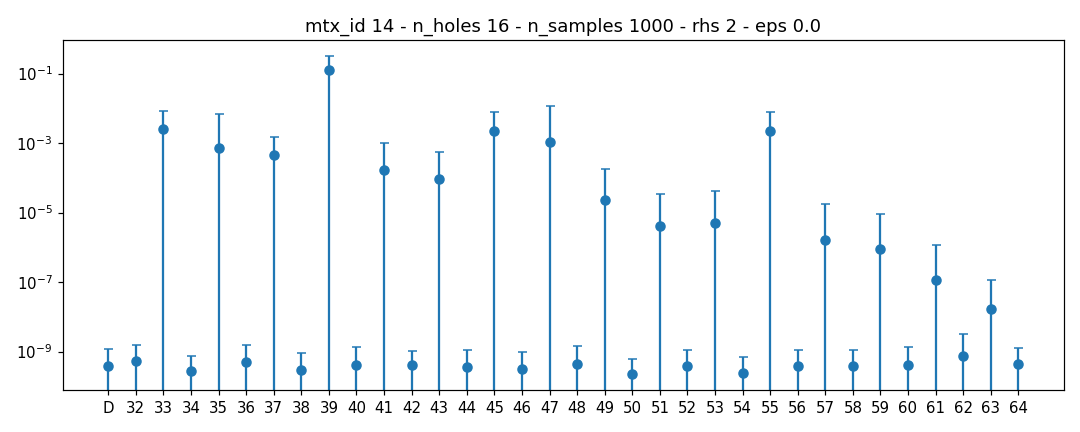 mtx_id 14 - n_holes 16 - n_samples 1000 - rhs 2 - eps 0.0
10⁻¹
10⁻³
10⁻⁵
10⁻⁷
10⁻⁹
D 32 33 34 35 36 37 38 39 40 41 42 43 44 45 46 47 48 49 50 51 52 53 54 55 56 57 58 59 60 61 62 63 64